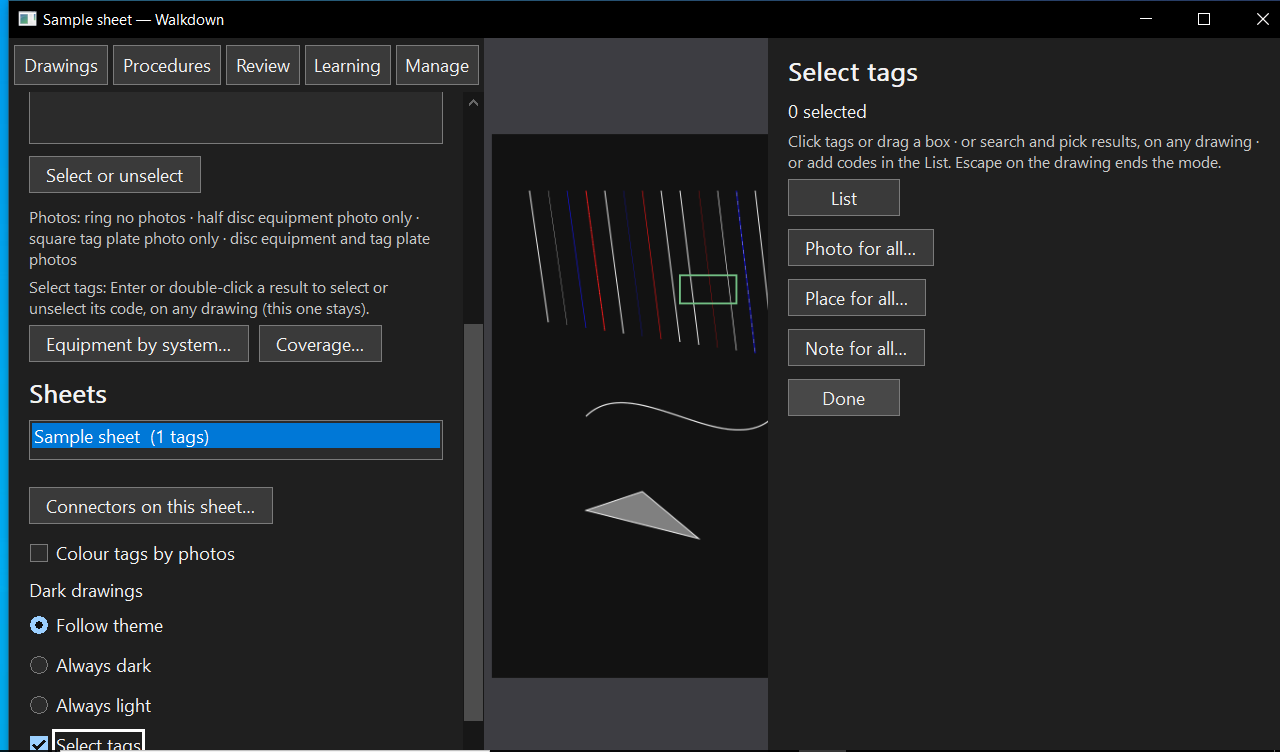 Sample sheet — Walkdown
Drawings
Procedures
Review
Learning
Manage
Select or unselect
Photos: ring no photos · half disc equipment photo only ·
square tag plate photo only · disc equipment and tag plate
photos
Select tags: Enter or double-click a result to select or
unselect its code, on any drawing (this one stays).
Equipment by system...
Coverage...
Sheets
Sample sheet  (1 tags)
Connectors on this sheet...
Colour tags by photos
Dark drawings
Follow theme
Always dark
Always light
Select tags
Select tags
0 selected
Click tags or drag a box · or search and pick results, on any drawing ·
or add codes in the List. Escape on the drawing ends the mode.
List
Photo for all...
Place for all...
Note for all...
Done